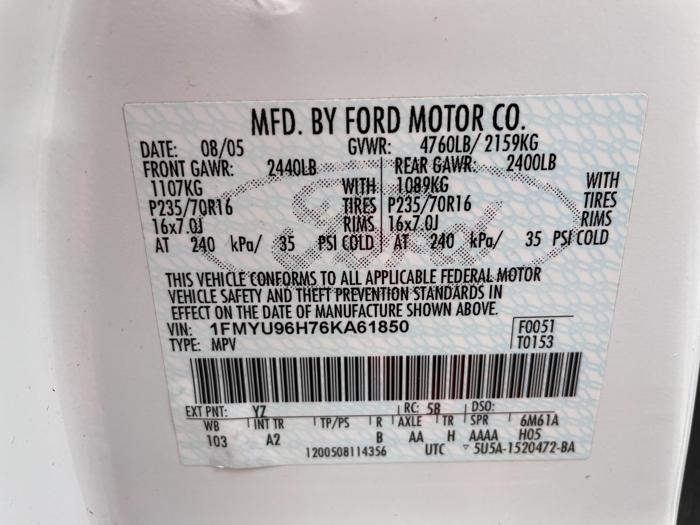 MFD. BY FORD MOTOR CO.
DATE: 08/05 GVWR: 4760LB/ 2159KG
FRONT GAWR: 2440LB REAR GAWR: 2400LB
1107KG WITH 1089KG WITH
P235/70R16 TIRES P235/70R16 TIRES
16x7.0J RIMS 16x7.0J RIMS
AT 240 kPa/ 35 PSI COLD AT 240 kPa/ 35 PSI COLD
Ford
THIS VEHICLE CONFORMS TO ALL APPLICABLE FEDERAL MOTOR
VEHICLE SAFETY AND THEFT PREVENTION STANDARDS IN
EFFECT ON THE DATE OF MANUFACTURE SHOWN ABOVE.
VIN: 1FMYU96H76KA61850 F0051
TYPE: MPV T0153
EXT PNT: Y7 RC: 58 DSO:
WB INT TR TP/PS R AXLE TR SPR 6M61A
103 A2 B AA H AAAA H05
1200508114356 UTC 5U5A-1520472-BA